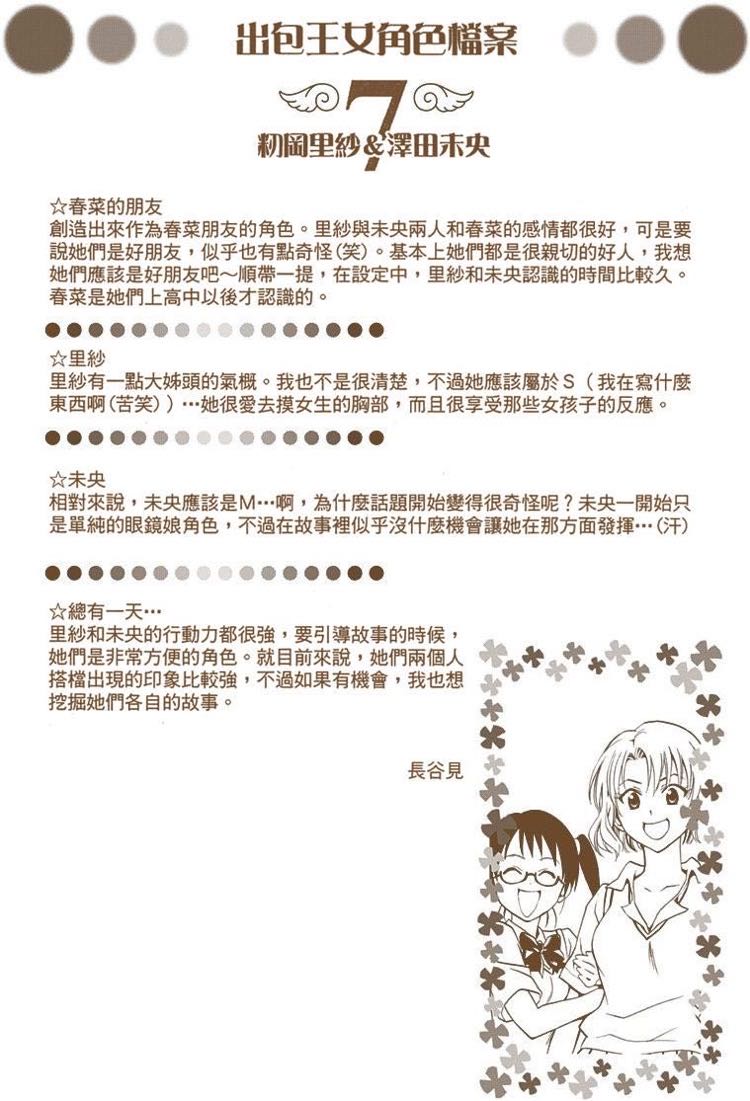 出包王女角色檔案
7
籾岡里紗&澤田未央
☆春菜的朋友
創造出來作為春菜朋友的角色。里紗與未央兩人和春菜的感情都很好，可是要
說她們是好朋友，似乎也有點奇怪(笑)。基本上她們都是很親切的好人，我想
她們應該是好朋友吧～順帶一提，在設定中，里紗和未央認識的時間比較久。
春菜是她們上高中以後才認識的。
☆里紗
里紗有一點大姊頭的氣概。我也不是很清楚，不過她應該屬於S（我在寫什麼
東西啊(苦笑)）…她很愛去摸女生的胸部，而且很享受那些女孩子的反應。
☆未央
相對來說，未央應該是M…啊，為什麼話題開始變得很奇怪呢？未央一開始只
是單純的眼鏡娘角色，不過在故事裡似乎沒什麼機會讓她在那方面發揮…(汗)
☆總有一天…
里紗和未央的行動力都很強，要引導故事的時候，
她們是非常方便的角色。就目前來說，她們兩個人
搭檔出現的印象比較強，不過如果有機會，我也想
挖掘她們各自的故事。
長谷見